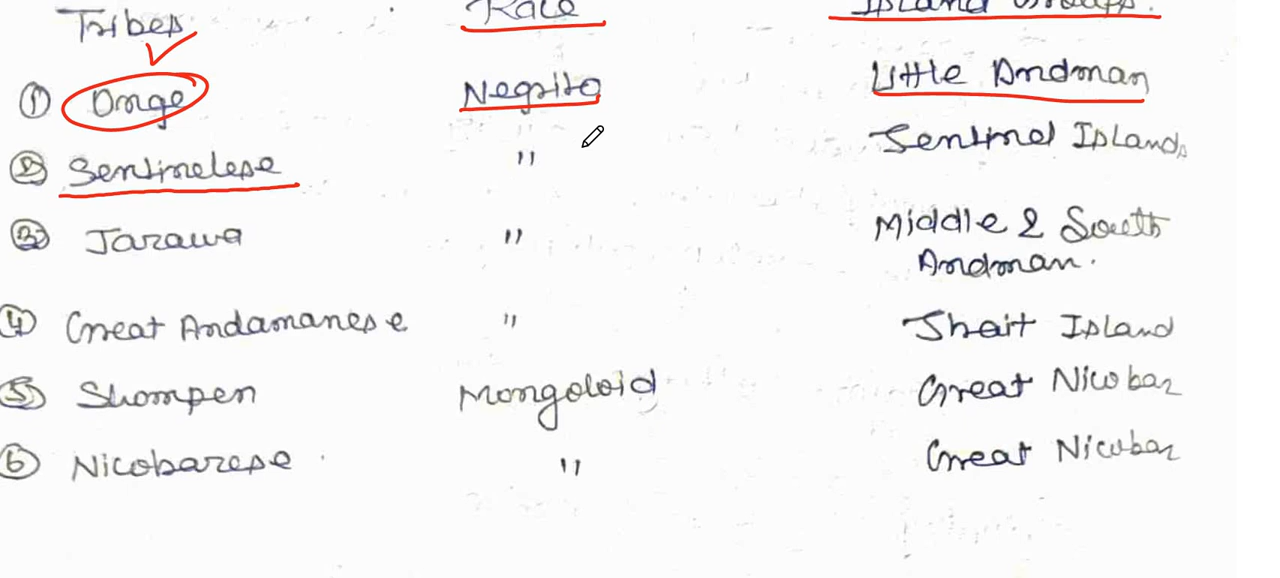 Tribes Race Island Groups.
① Onge Negrito Little Andman
② Sentinelese " Sentinel Islands
③ Jarawa " Middle & South
Andman.
④ Great Andamanese " Strait Island
⑤ Shompen Mongoloid Great Nicobar
⑥ Nicobarese " Great Nicobar